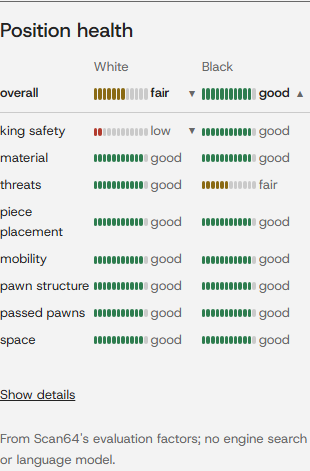 Position health
White Black
overall fair ▼ good ▲
king safety low ▼ good
material good good
threats good fair
piece
placement good good
mobility good good
pawn structure good good
passed pawns good good
space good good
Show details
From Scan64's evaluation factors; no engine search
or language model.